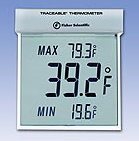 TRACEABLE® THERMOMETER
Fisher Scientific
MAX 79.3°F
39.2°F
MIN 19.6°F